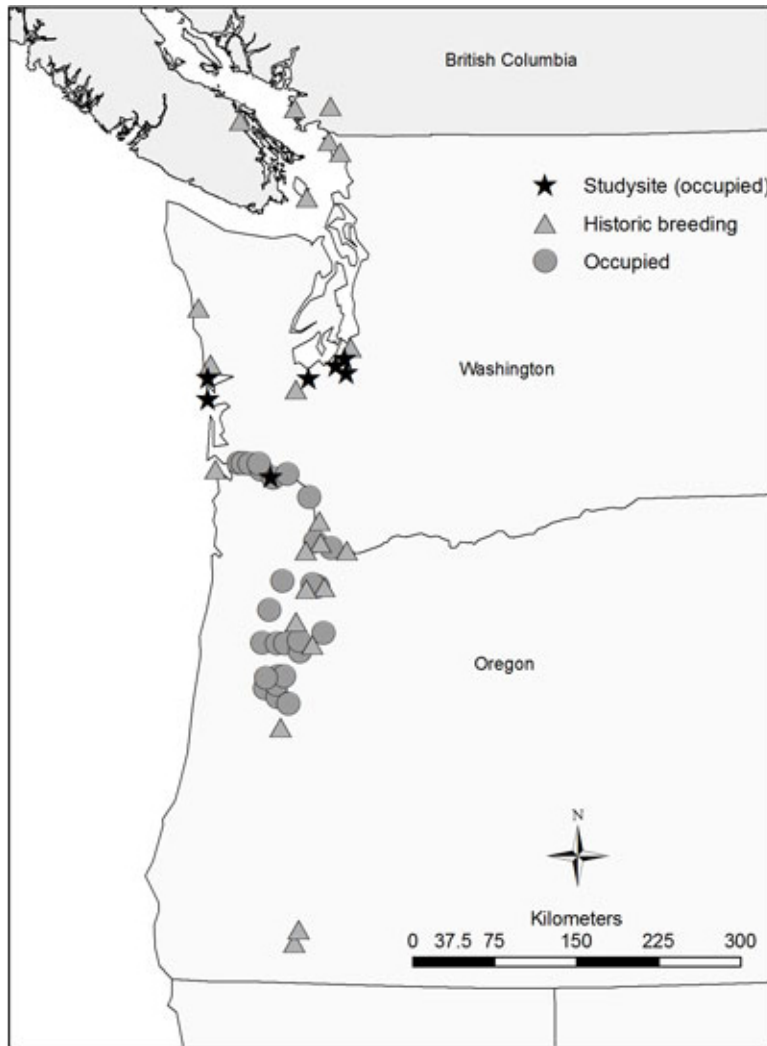 British Columbia
Studysite (occupied)
Historic breeding
Occupied
Washington
Oregon
N
Kilometers
0 37.5 75 150 225 300